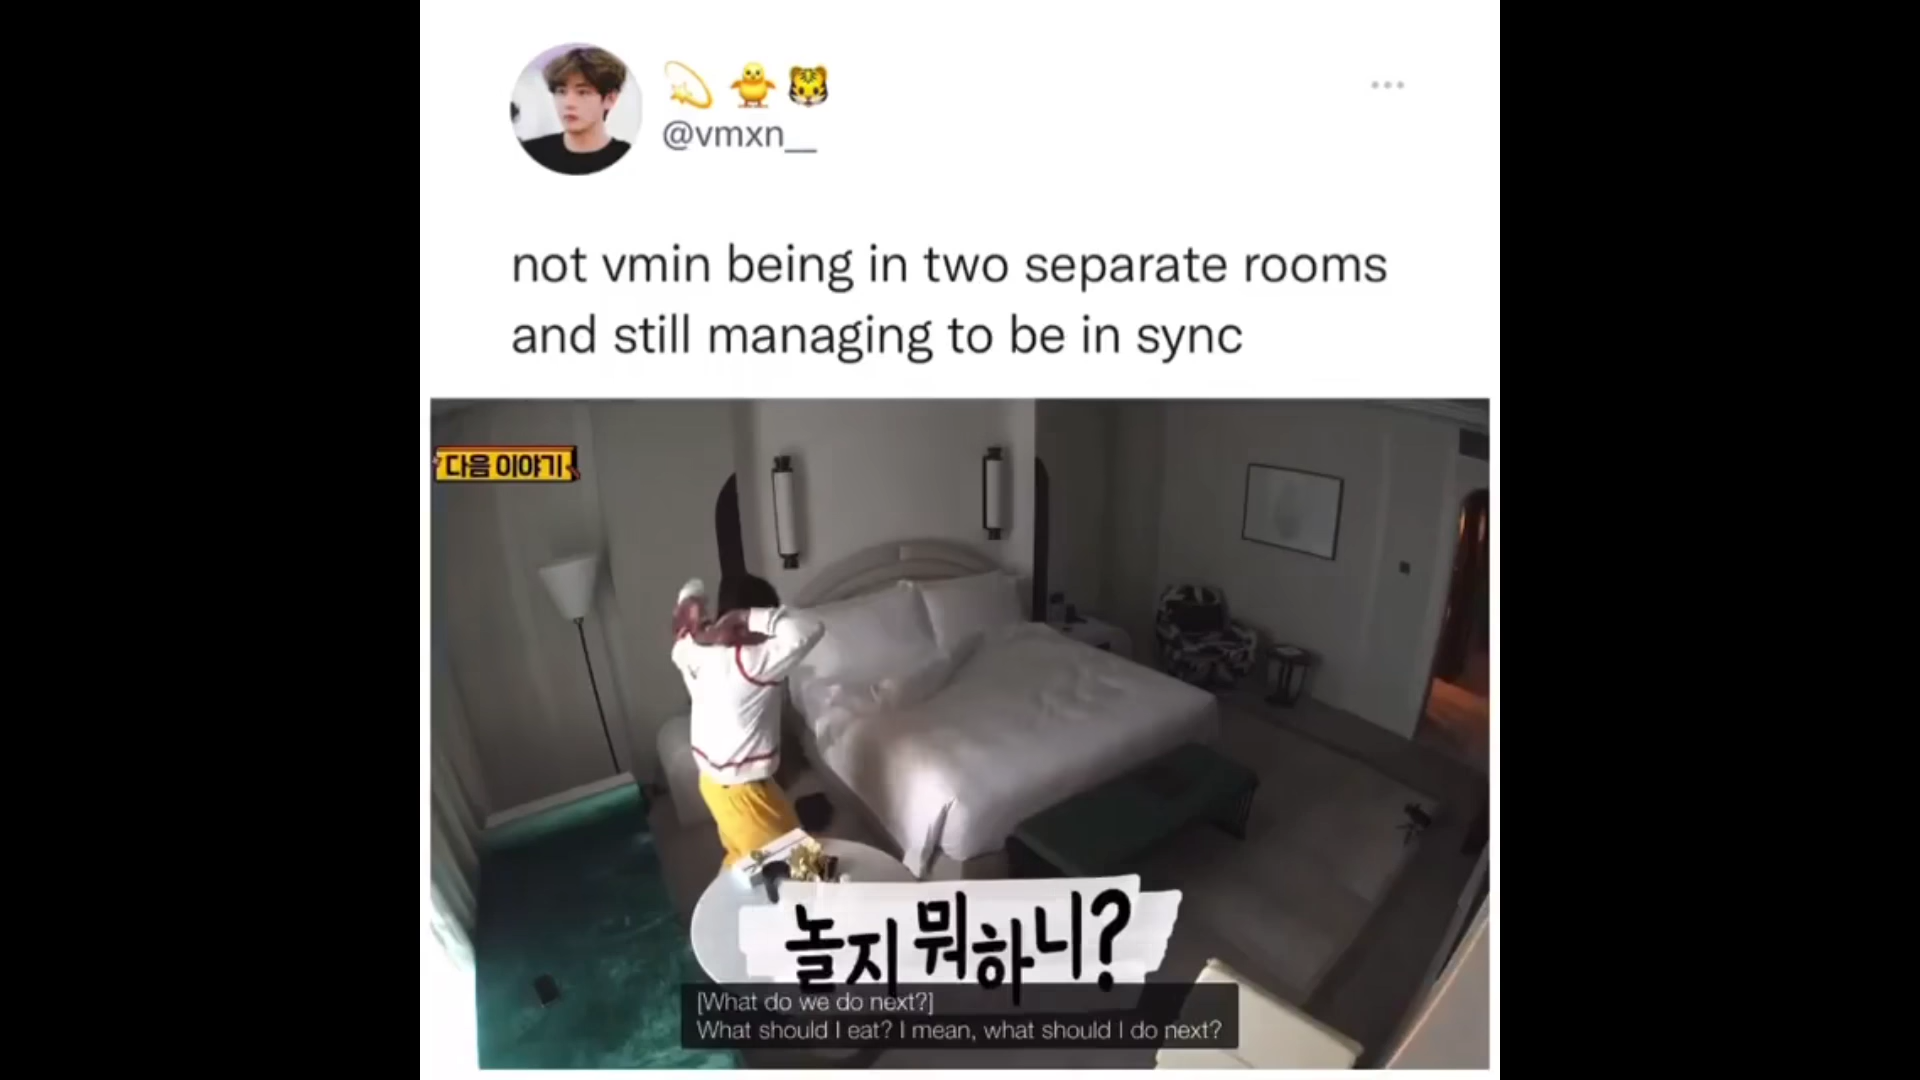 @vmxn__
not vmin being in two separate rooms
and still managing to be in sync
다음 이야기
놀지 뭐하니?
[What do we do next?]
What should I eat? I mean, what should I do next?